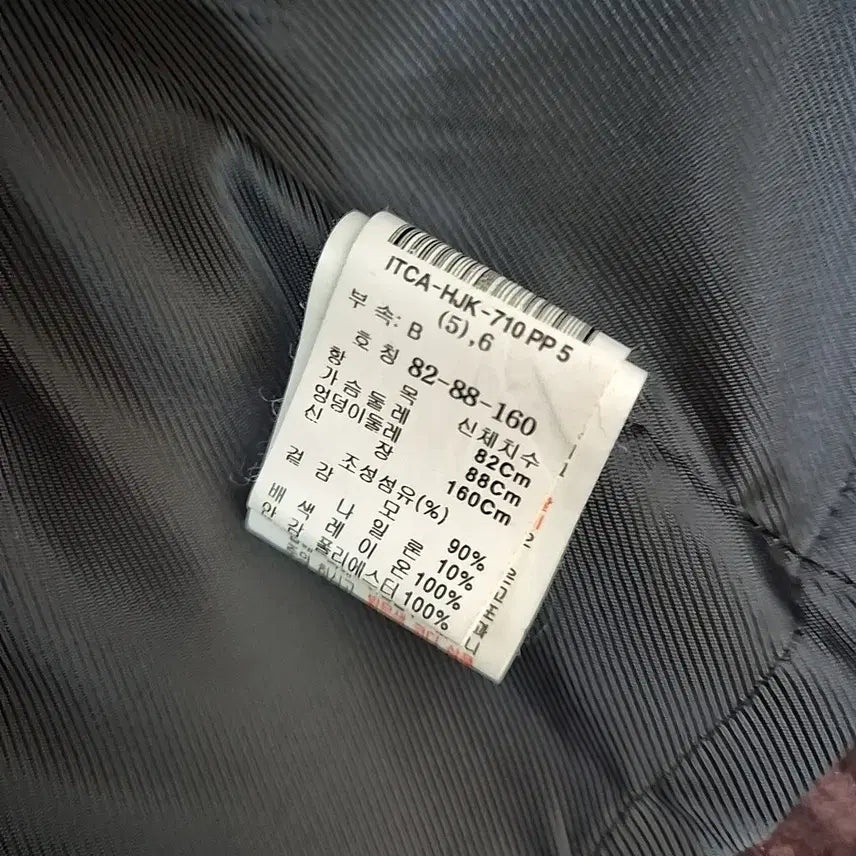 ITCA-HJK-710 PP 5
(5),6
부 속: B
호 칭 82-88-160
항 목 신체치수
가슴둘레 82Cm
엉덩이둘레 88Cm
신 장 160Cm
조성섬유(%)
겉 감 모 90%
나 일 론 10%
배 색 레 이 온 100%
안 감 폴리에스터 100%